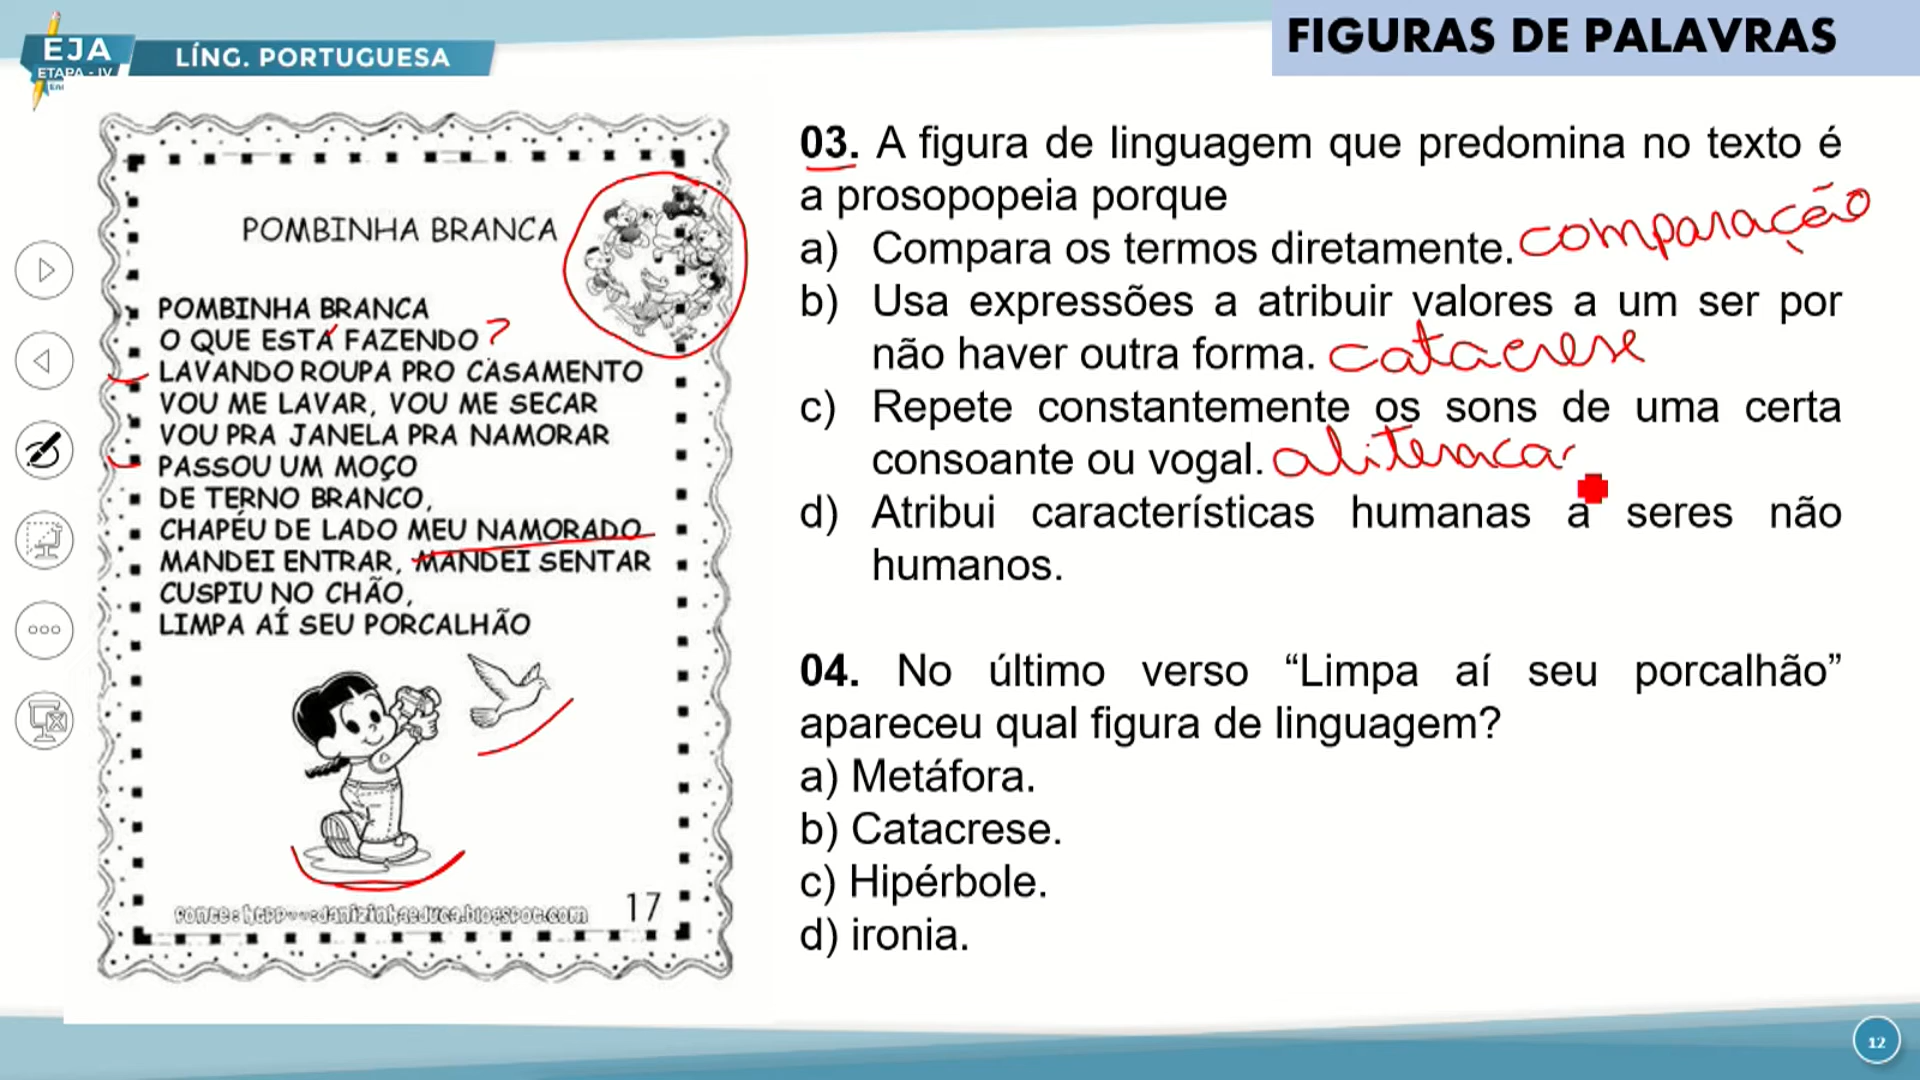 EJA
ETAPA - IV
LÍNG. PORTUGUESA
FIGURAS DE PALAVRAS
POMBINHA BRANCA
POMBINHA BRANCA
O QUE ESTÁ FAZENDO?
LAVANDO ROUPA PRO CASAMENTO
VOU ME LAVAR, VOU ME SECAR
VOU PRA JANELA PRA NAMORAR
PASSOU UM MOÇO
DE TERNO BRANCO,
CHAPÉU DE LADO MEU NAMORADO
MANDEI ENTRAR, MANDEI SENTAR
CUSPIU NO CHÃO,
LIMPA AÍ SEU PORCALHÃO
17
03. A figura de linguagem que predomina no texto é
a prosopopeia porque
a) Compara os termos diretamente. comparação
b) Usa expressões a atribuir valores a um ser por
não haver outra forma. catacrese
c) Repete constantemente os sons de uma certa
consoante ou vogal. aliteraca
d) Atribui características humanas a seres não
humanos.
04. No último verso “Limpa aí seu porcalhão”
apareceu qual figura de linguagem?
a) Metáfora.
b) Catacrese.
c) Hipérbole.
d) ironia.
12